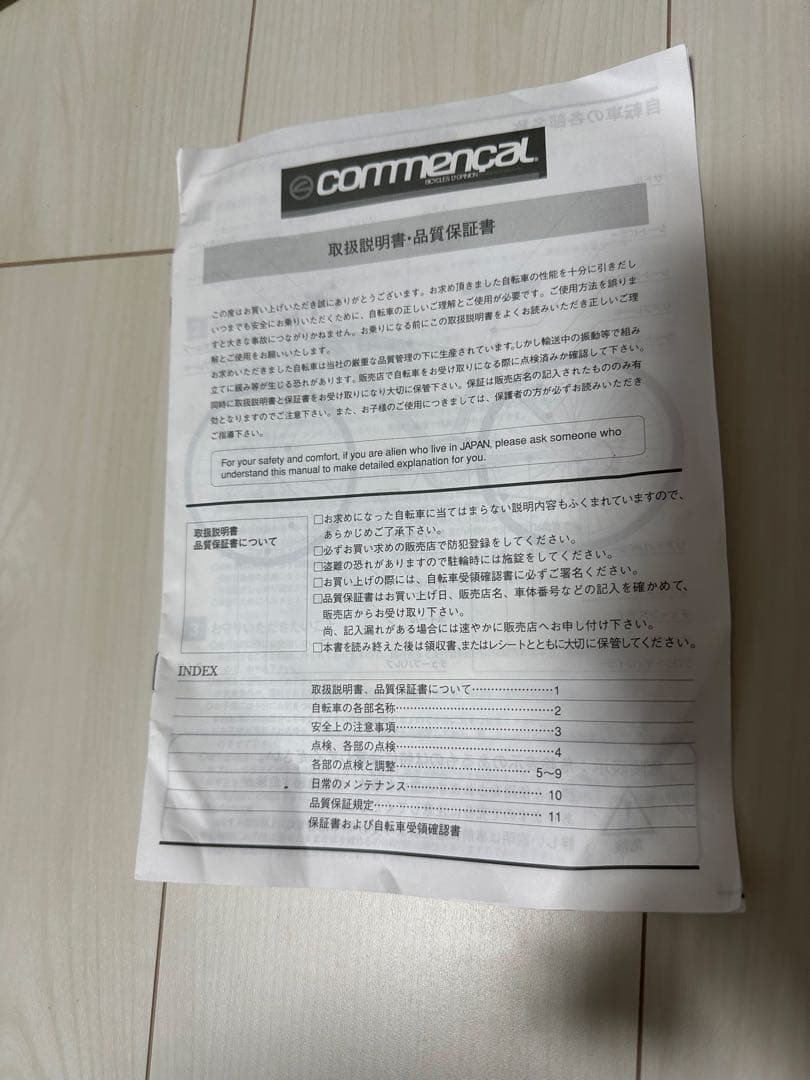 commençal
BICYCLES D'OPINION
取扱説明書・品質保証書
この度はお買い上げいただき誠にありがとうございます。お求め頂きました自転車の性能を十分に引きだし
いつまでも安全にお乗りいただくために、自転車の正しいご理解とご使用が必要です。ご使用方法を誤りま
すと大きな事故につながりかねません。お乗りになる前にこの取扱説明書をよくお読みいただき正しいご理
解とご使用をお願いいたします。
お求めいただきました自転車は当社の厳重な品質管理の下に生産されています。しかし輸送中の振動等で組み
立てに緩み等が生じる恐れがあります。販売店で自転車をお受け取りになる際に点検済みか確認して下さい。
同時に取扱説明書と保証書をお受け取りになり大切に保管下さい。保証は販売店名の記入されたもののみ有
効となりますのでご注意下さい。また、お子様のご使用につきましては、保護者の方が必ずお読みいただき
ご指導下さい。
For your safety and comfort, if you are alien who live in JAPAN, please ask someone who
understand this manual to make detailed explanation for you.
取扱説明書
品質保証書について
□お求めになった自転車に当てはまらない説明内容もふくまれていますので、
あらかじめご了承下さい。
□必ずお買い求めの販売店で防犯登録をしてください。
□盗難の恐れがありますので駐輪時には施錠をしてください。
□お買い上げの際には、自転車受領確認書に必ずご署名ください。
□品質保証書はお買い上げ日、販売店名、車体番号などの記入を確かめて、
販売店からお受け取り下さい。
尚、記入漏れがある場合には速やかに販売店へお申し付け下さい。
□本書を読み終えた後は領収書、またはレシートとともに大切に保管してください。
INDEX
取扱説明書、品質保証書について……………………1
自転車の各部名称……………………………………2
安全上の注意事項……………………………………3
点検、各部の点検……………………………………4
各部の点検と調整………………………………5〜9
日常のメンテナンス…………………………………10
品質保証規定…………………………………………11
保証書および自転車受領確認書